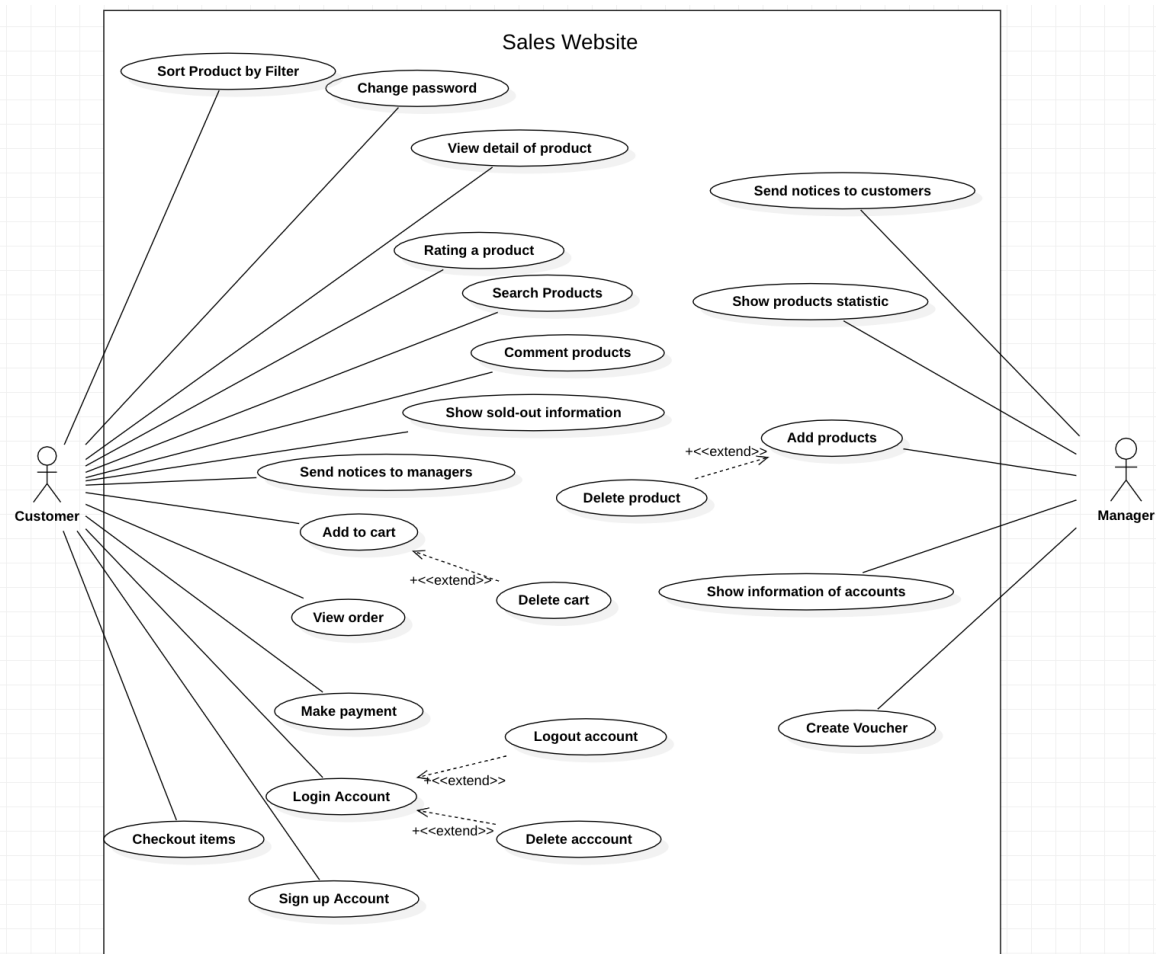 Sales Website
Sort Product by Filter
Change password
View detail of product
Send notices to customers
Rating a product
Search Products
Show products statistic
Comment products
Show sold-out information
Add products
+<<extend>>
Send notices to managers
Delete product
Customer
Manager
Add to cart
+<<extend>>
Delete cart
Show information of accounts
View order
Make payment
Create Voucher
Logout account
+<<extend>>
Login Account
+<<extend>>
Checkout items
Delete acccount
Sign up Account